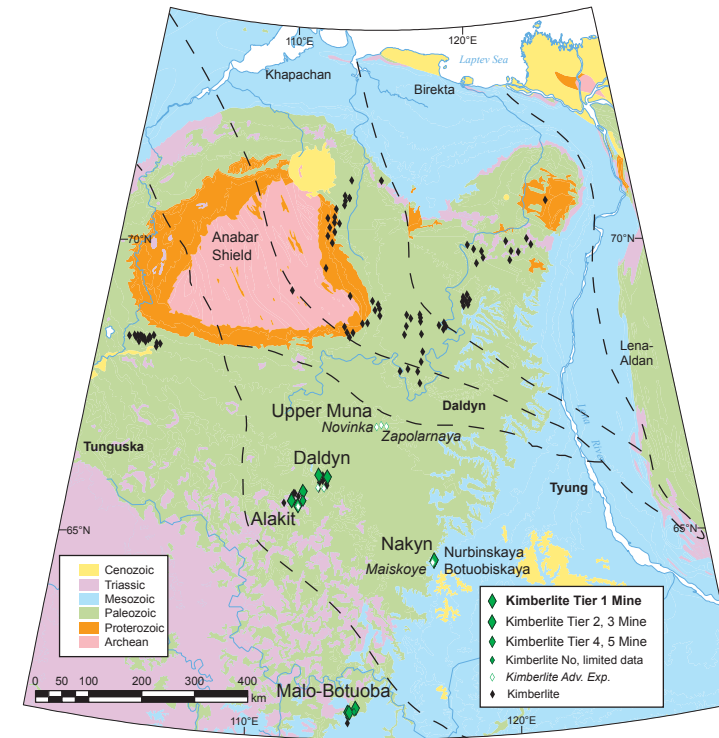 110°E
120°E
Laptev Sea
Khapachan
Birekta
70°N
70°N
Anabar
Shield
Lena-
Aldan
Upper Muna
Daldyn
Novinka
Zapolarnaya
Tunguska
Daldyn
Lena River
Tyung
Alakit
65°N
65°N
Nakyn
Nurbinskaya
Maiskoye
Botuobiskaya
Cenozoic
Triassic
Mesozoic
Paleozoic
Proterozoic
Archean
Kimberlite Tier 1 Mine
Kimberlite Tier 2, 3 Mine
Kimberlite Tier 4, 5 Mine
Kimberlite No, limited data
Kimberlite Adv. Exp.
Kimberlite
0 50 100 200 300 400
km
Malo-Botuoba
110°E
120°E